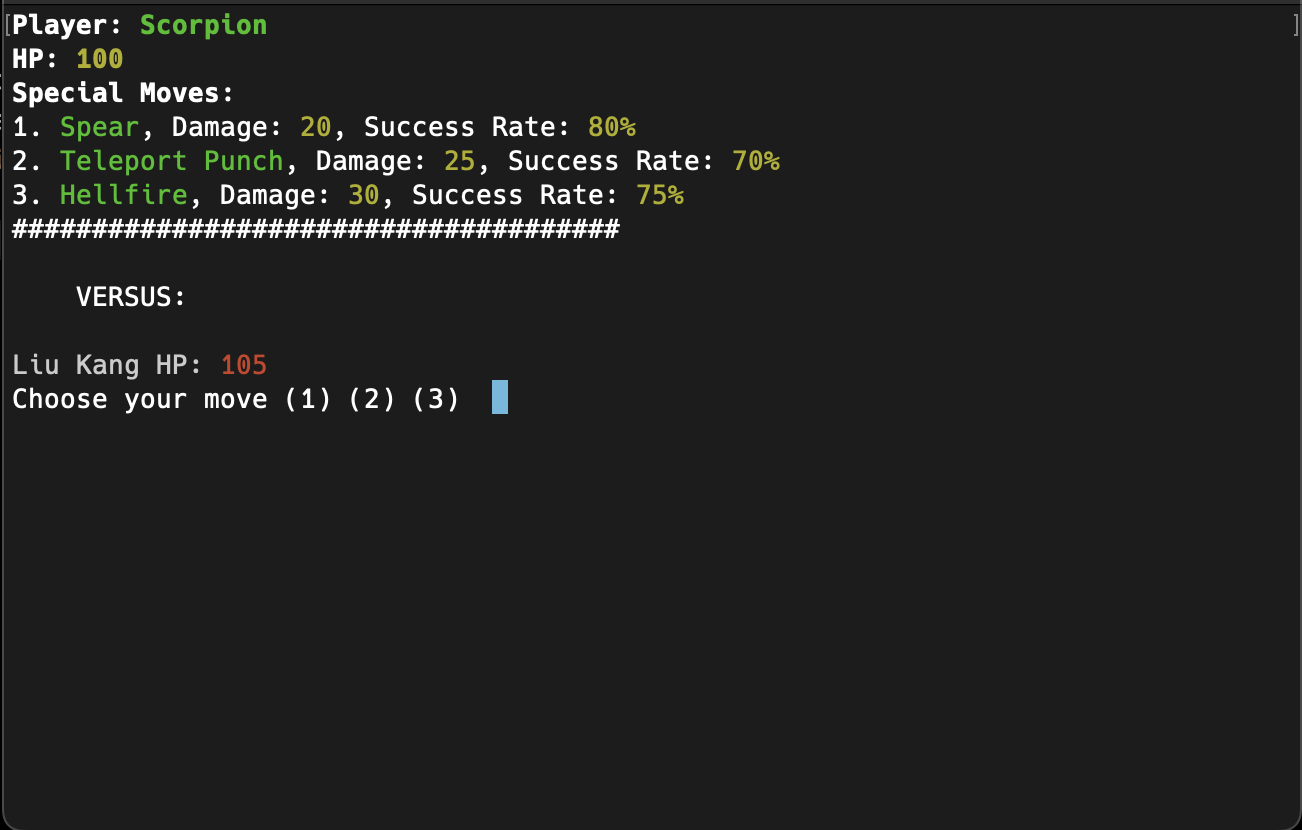 [Player: Scorpion ]
HP: 100
Special Moves:
1. Spear, Damage: 20, Success Rate: 80%
2. Teleport Punch, Damage: 25, Success Rate: 70%
3. Hellfire, Damage: 30, Success Rate: 75%
######################################
VERSUS:
Liu Kang HP: 105
Choose your move (1) (2) (3)